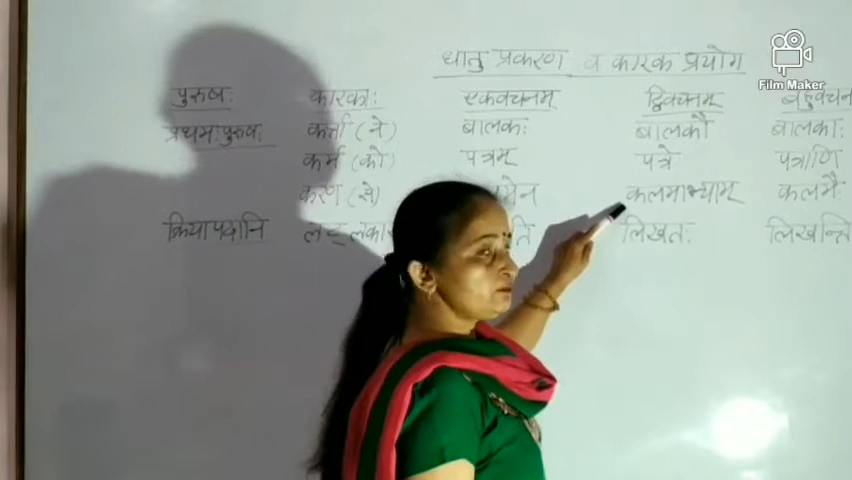 धातु प्रकरण व कारक प्रयोग
Film Maker
पुरुषः कारकाः एकवचनम् द्विवचनम् बहुवचन
प्रथमःपुरुषः कर्त्ता (ने) बालकः बालकौ बालकाः
कर्म (को) पत्रम् पत्रे पत्राणि
करण (से) कलमाभ्याम् कलमैः
क्रियापदानि लट् लकार लिखतः लिखन्ति